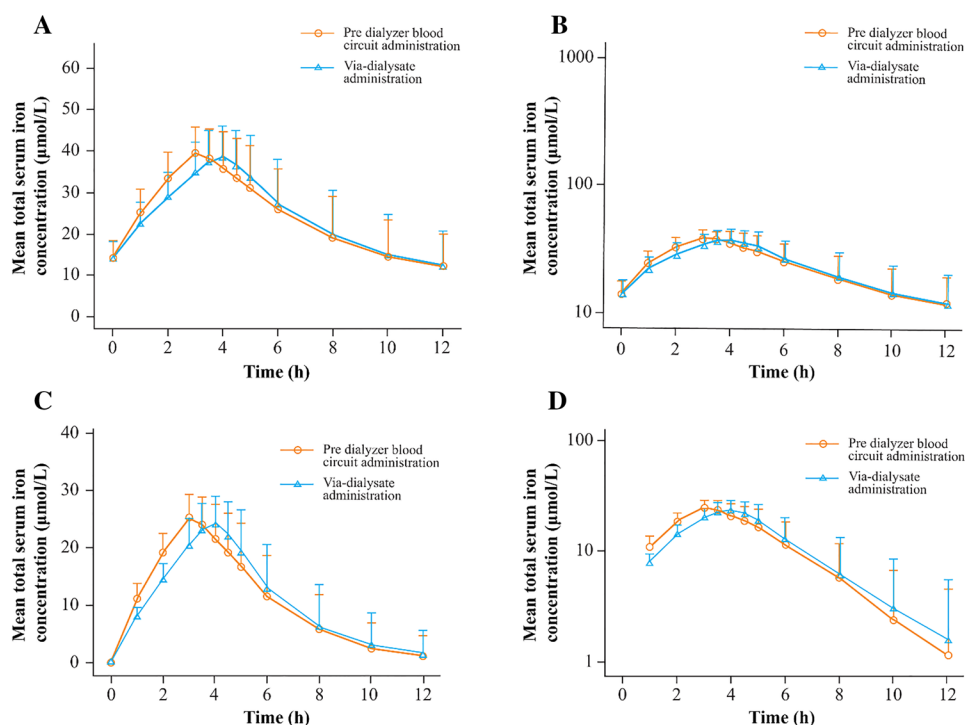 A
Pre dialyzer blood
circuit administration
Via-dialysate
administration
Mean total serum iron
concentration (μmol/L)
60
50
40
30
20
10
0
0 2 4 6 8 10 12
Time (h)
B
Pre dialyzer blood
circuit administration
Via-dialysate
administration
Mean total serum iron
concentration (μmol/L)
1000
100
10
0 2 4 6 8 10 12
Time (h)
C
Pre dialyzer blood
circuit administration
Via-dialysate
administration
Mean total serum iron
concentration (μmol/L)
40
30
20
10
0
0 2 4 6 8 10 12
Time (h)
D
Pre dialyzer blood
circuit administration
Via-dialysate
administration
Mean total serum iron
concentration (μmol/L)
100
10
1
0 2 4 6 8 10 12
Time (h)